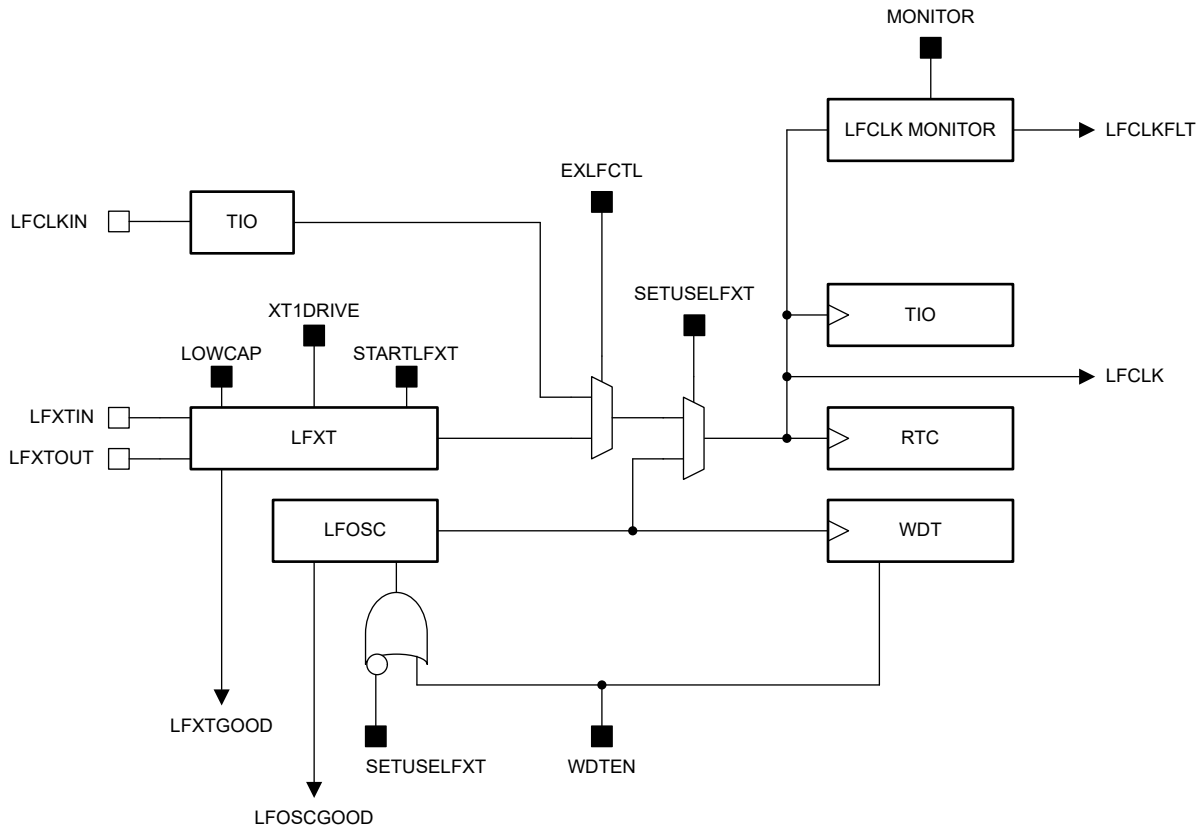 MONITOR
LFCLK MONITOR
LFCLKFLT
EXLFCTL
LFCLKIN
TIO
SETUSELFXT
XT1DRIVE
TIO
LOWCAP
STARTLFXT
LFCLK
LFXTIN
LFXT
RTC
LFXTOUT
LFOSC
WDT
LFXTGOOD
SETUSELFXT
WDTEN
LFOSCGOOD